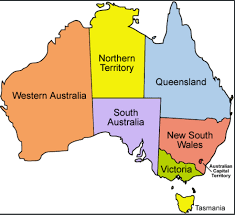 Northern
Territory
Queensland
Western Australia
South
Australia
New South
Wales
Australian
Capital
Territory
Victoria
Tasmania